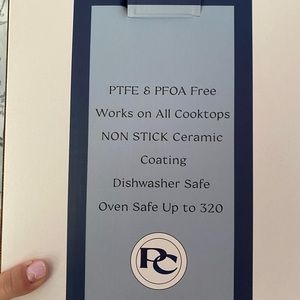 PTFE & PFOA Free
Works on All Cooktops
NON STICK Ceramic
Coating
Dishwasher Safe
Oven Safe Up to 320
PC